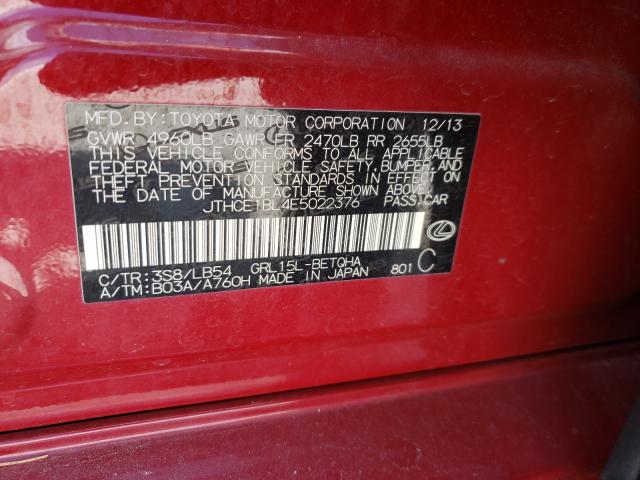 MFD.BY:TOYOTA MOTOR CORPORATION 12/13
GVWR 4960LB GAWR FR 2470LB RR 2655LB
THIS VEHICLE CONFORMS TO ALL APPLICABLE
FEDERAL MOTOR VEHICLE SAFETY,BUMPER,AND
THEFT PREVENTION STANDARDS IN EFFECT ON
THE DATE OF MANUFACTURE SHOWN ABOVE.
JTHCE1BL4E5022376 PASS.CAR
C/TR:3S8/LB54 GRL15L-BETQHA
A/TM:B03A/A760H MADE IN JAPAN 801 C